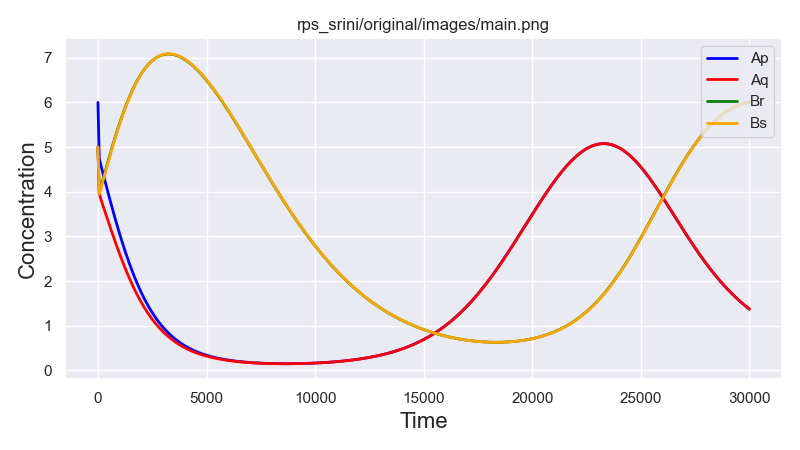 rps_srini/original/images/main.png
Ap
Aq
Br
Bs
7
6
5
4
3
2
1
0
Concentration
0 5000 10000 15000 20000 25000 30000
Time